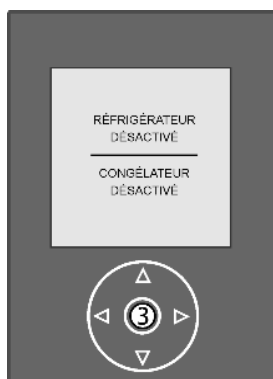 RÉFRIGÉRATEUR
DÉSACTIVÉ
CONGÉLATEUR
DÉSACTIVÉ
3